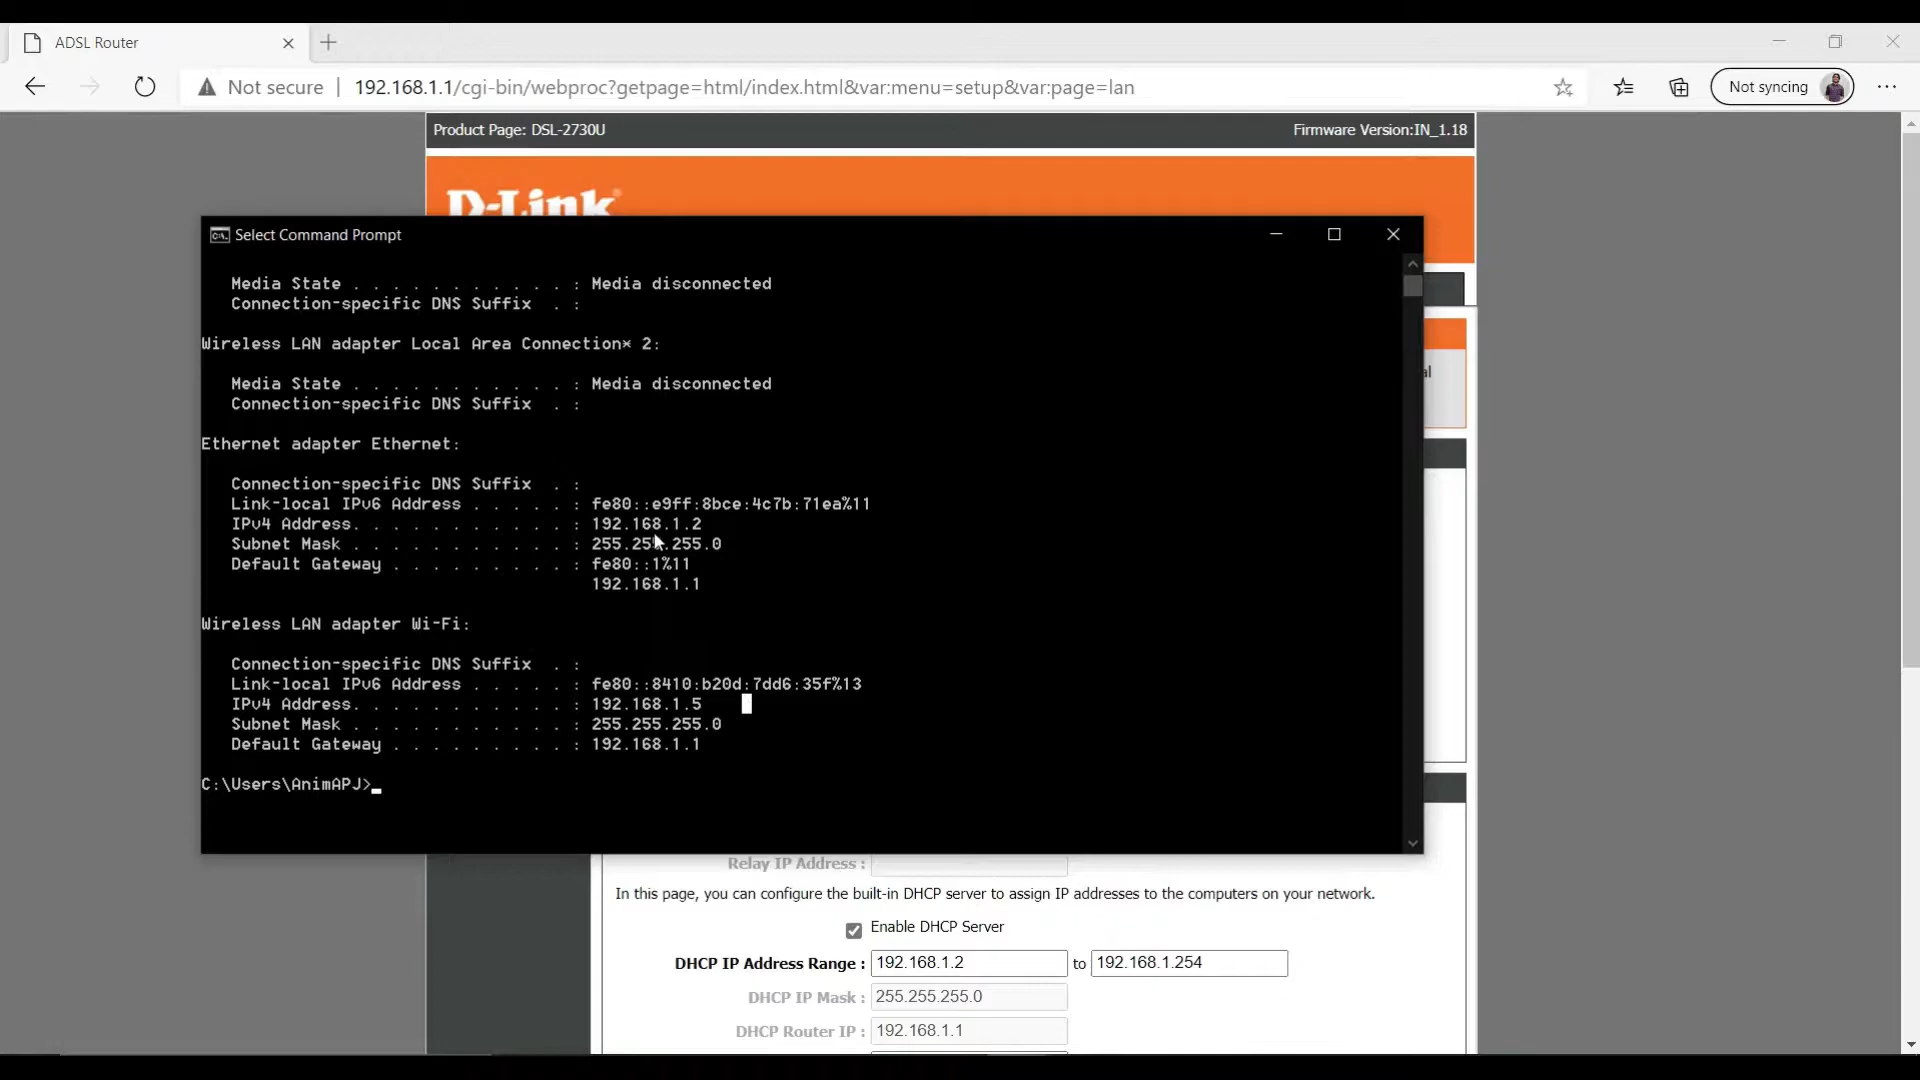 ADSL Router
Not secure | 192.168.1.1/cgi-bin/webproc?getpage=html/index.html&var:menu=setup&var:page=lan
Not syncing
Product Page: DSL-2730U
Firmware Version:IN_1.18
D-Link
Select Command Prompt
Media State . . . . . . . . . . . : Media disconnected
Connection-specific DNS Suffix . :
Wireless LAN adapter Local Area Connection* 2:
Media State . . . . . . . . . . . : Media disconnected
Connection-specific DNS Suffix . :
Ethernet adapter Ethernet:
Connection-specific DNS Suffix . :
Link-local IPv6 Address . . . . . : fe80::e9ff:8bce:4c7b:71ea%11
IPv4 Address. . . . . . . . . . . : 192.168.1.2
Subnet Mask . . . . . . . . . . . : 255.255.255.0
Default Gateway . . . . . . . . . : fe80::1%11
192.168.1.1
Wireless LAN adapter Wi-Fi:
Connection-specific DNS Suffix . :
Link-local IPv6 Address . . . . . : fe80::8410:b20d:7dd6:35f%13
IPv4 Address. . . . . . . . . . . : 192.168.1.5
Subnet Mask . . . . . . . . . . . : 255.255.255.0
Default Gateway . . . . . . . . . : 192.168.1.1
C:\Users\AnimAPJ>
Relay IP Address :
In this page, you can configure the built-in DHCP server to assign IP addresses to the computers on your network.
Enable DHCP Server
DHCP IP Address Range : 192.168.1.2 to 192.168.1.254
DHCP IP Mask : 255.255.255.0
DHCP Router IP : 192.168.1.1